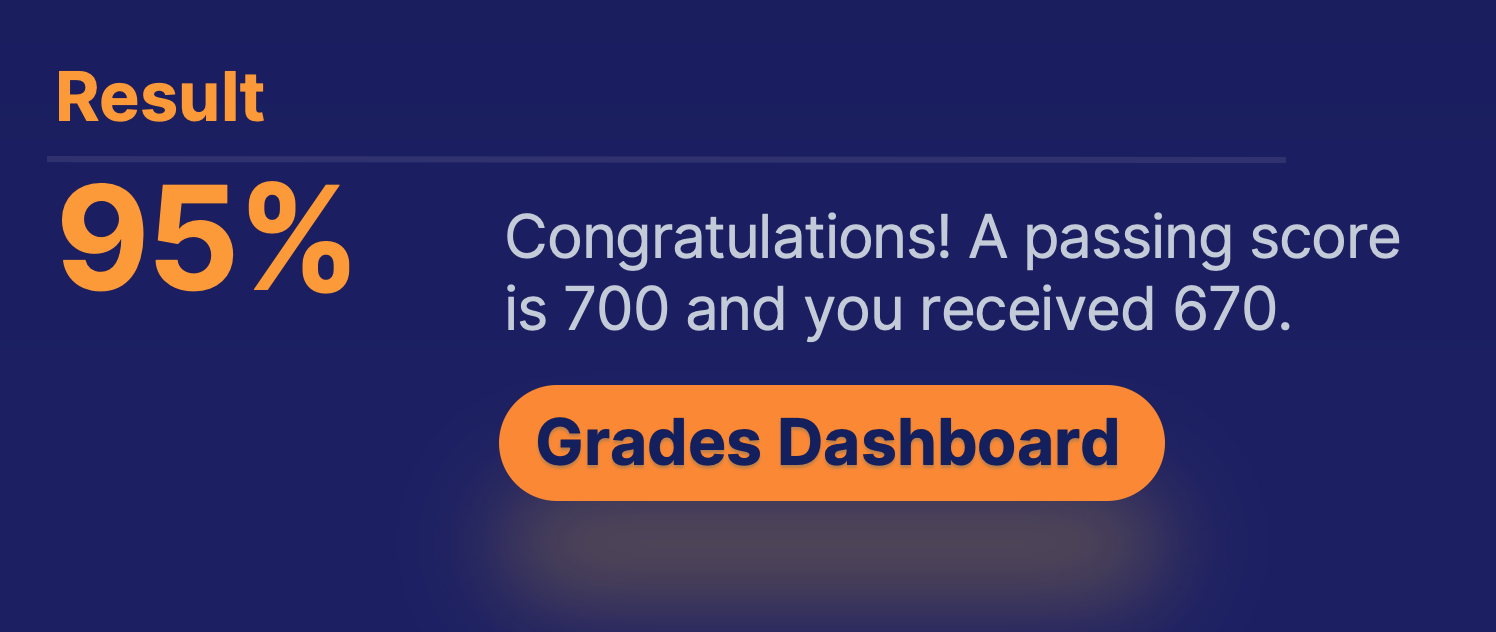 Result
95%
Congratulations! A passing score
is 700 and you received 670.
Grades Dashboard